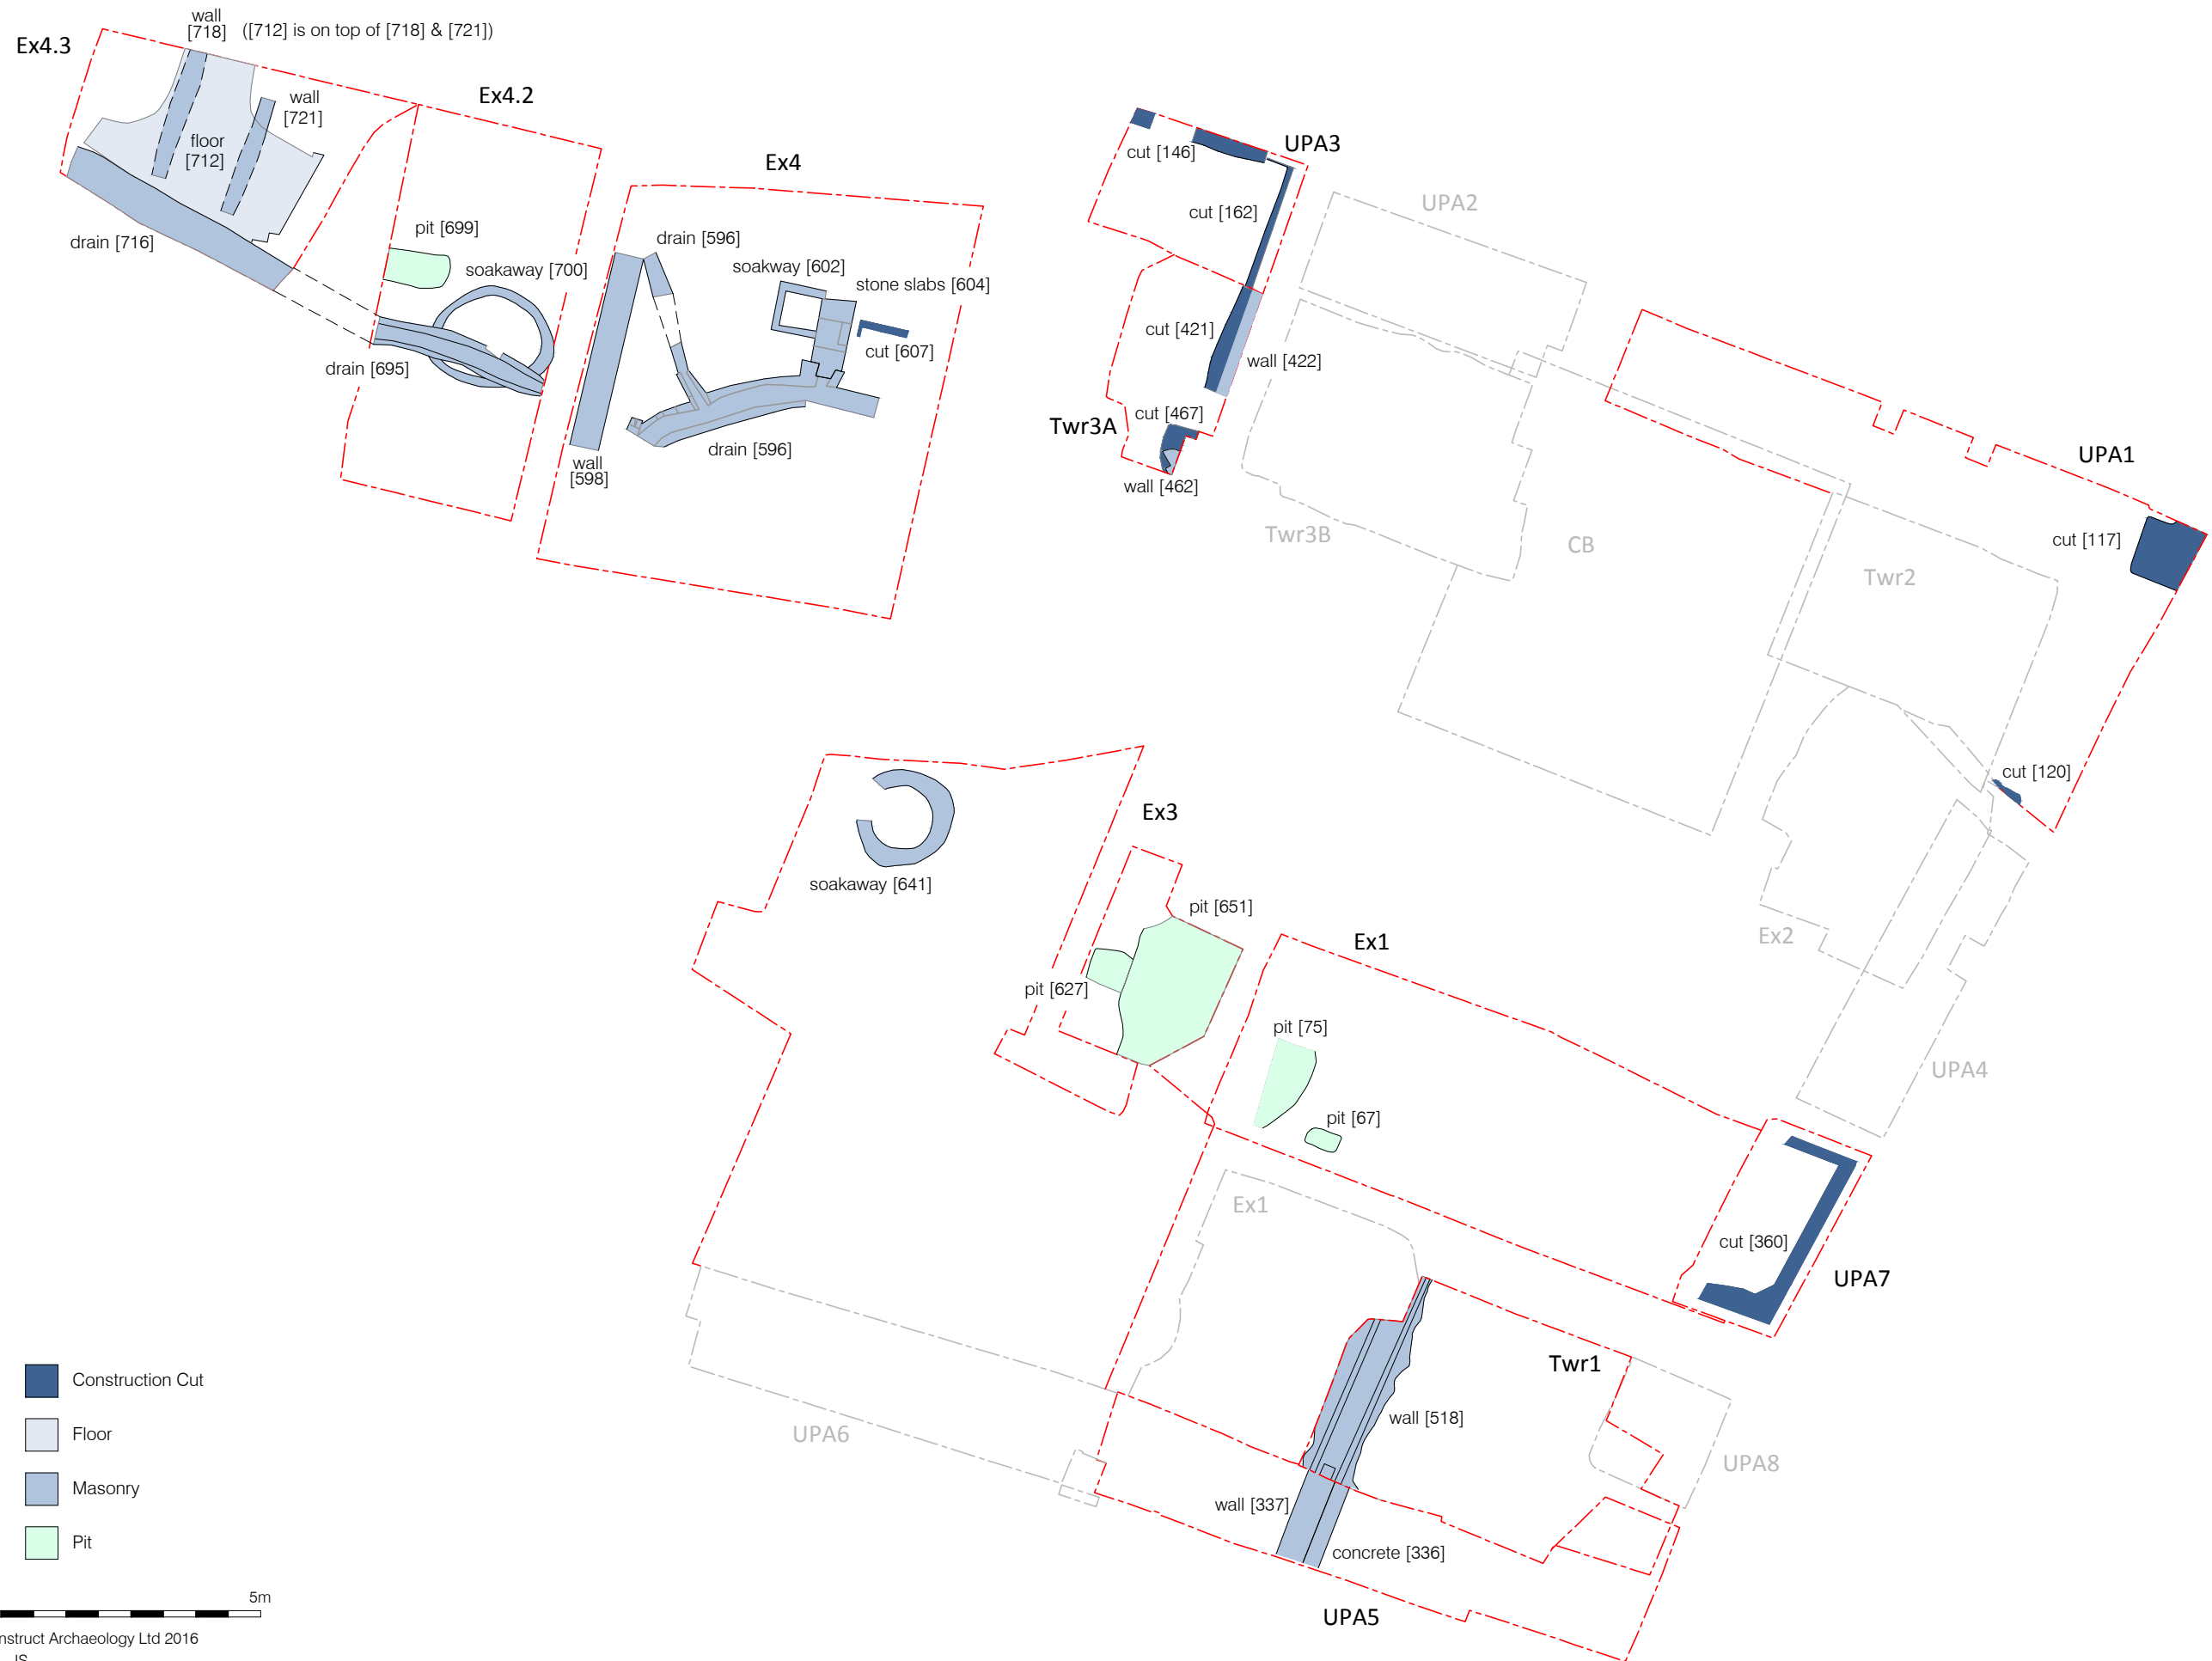 wall
[718] ([712] is on top of [718] & [721])
Ex4.3
Ex4.2
wall
[721]
floor
[712]
drain [716]
pit [699]
soakaway [700]
drain [695]
Ex4
drain [596]
soakway [602]
stone slabs [604]
cut [607]
wall
[598]
drain [596]
UPA3
cut [146]
cut [162]
cut [421]
wall [422]
Twr3A
cut [467]
wall [462]
UPA2
Twr3B
CB
UPA1
cut [117]
Twr2
cut [120]
Ex2
UPA4
soakaway [641]
Ex3
pit [651]
pit [627]
Ex1
pit [75]
pit [67]
Ex1
cut [360]
UPA7
Twr1
wall [518]
UPA6
UPA8
wall [337]
concrete [336]
UPA5
Construction Cut
Floor
Masonry
Pit
5m
nstruct Archaeology Ltd 2016